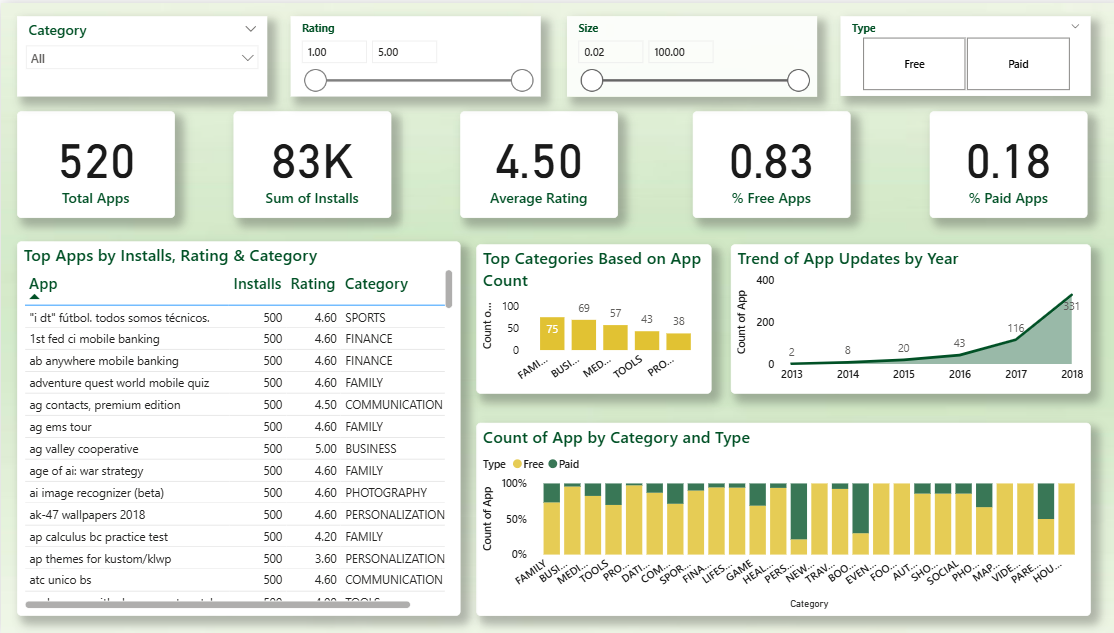 Category
All
Rating
1.00 5.00
Size
0.02 100.00
Type
Free Paid
520
Total Apps
83K
Sum of Installs
4.50
Average Rating
0.83
% Free Apps
0.18
% Paid Apps
Top Apps by Installs, Rating & Category
App Installs Rating Category
"i dt" fútbol. todos somos técnicos. 500 4.60 SPORTS
1st fed ci mobile banking 500 4.60 FINANCE
ab anywhere mobile banking 500 4.60 FINANCE
adventure quest world mobile quiz 500 4.60 FAMILY
ag contacts, premium edition 500 4.50 COMMUNICATION
ag ems tour 500 4.60 FAMILY
ag valley cooperative 500 5.00 BUSINESS
age of ai: war strategy 500 4.60 FAMILY
ai image recognizer (beta) 500 4.60 PHOTOGRAPHY
ak-47 wallpapers 2018 500 4.60 PERSONALIZATION
ap calculus bc practice test 500 4.20 FAMILY
ap themes for kustom/klwp 500 3.60 PERSONALIZATION
atc unico bs 500 4.60 COMMUNICATION
Top Categories Based on App
Count
Count o...
100
50
0
75 69 57 43 38
FAMI... BUSI... MED... TOOLS PRO...
Trend of App Updates by Year
Count of App
400
200
0
2 8 20 43 116 331
2013 2014 2015 2016 2017 2018
Count of App by Category and Type
Type Free Paid
Count of App
100%
50%
0%
FAMILY BUSI... MEDI... TOOLS PRO... DATI... COM... SPOR... FINA... LIFES... GAME HEAL... PERS... NEW... TRAV... BOO... EVEN... FOO... AUT... SHO... SOCIAL PHO... MAP... VIDE... PARE... HOU...
Category